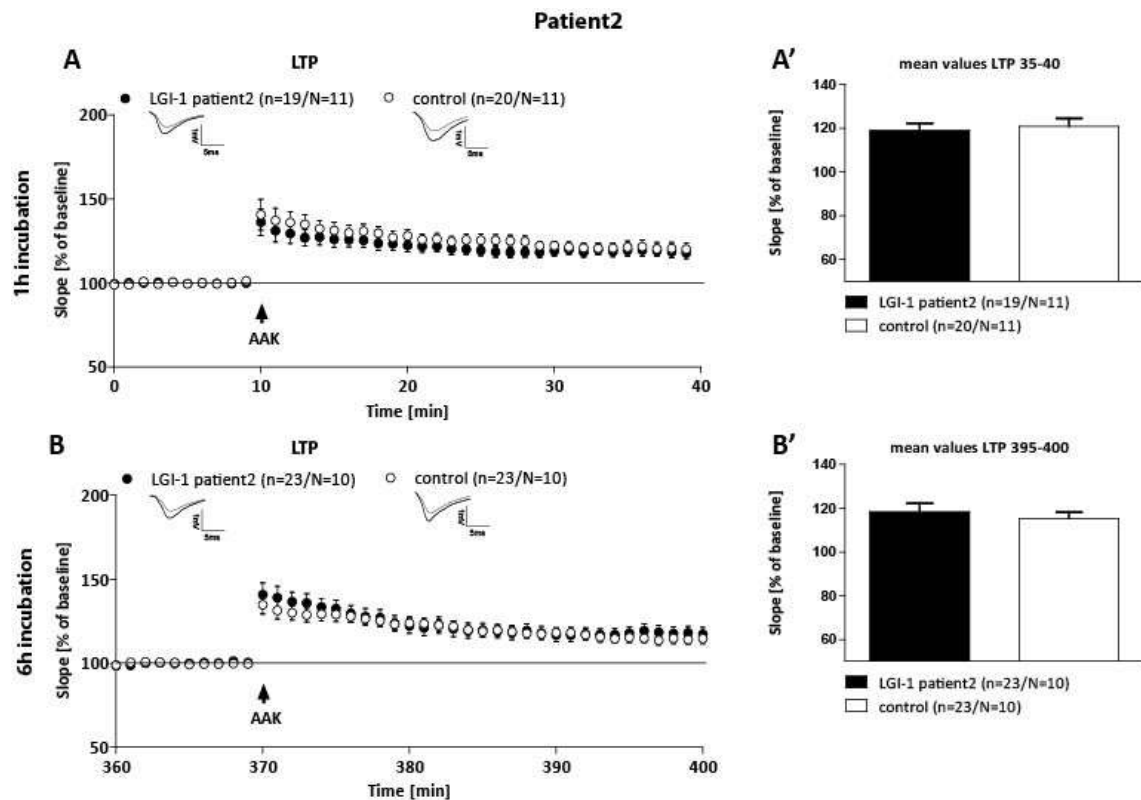 Patient2
A
LTP
LGI-1 patient2 (n=19/N=11)
control (n=20/N=11)
1mV
5ms
1mV
5ms
1h incubation
Slope [% of baseline]
200
150
100
50
AAK
0
10
20
30
40
Time [min]
A'
mean values LTP 35-40
Slope [% of baseline]
140
120
100
80
60
LGI-1 patient2 (n=19/N=11)
control (n=20/N=11)
B
LTP
LGI-1 patient2 (n=23/N=10)
control (n=23/N=10)
1mV
5ms
1mV
5ms
6h incubation
Slope [% of baseline]
200
150
100
50
AAK
360
370
380
390
400
Time [min]
B'
mean values LTP 395-400
Slope [% of baseline]
140
120
100
80
60
LGI-1 patient2 (n=23/N=10)
control (n=23/N=10)